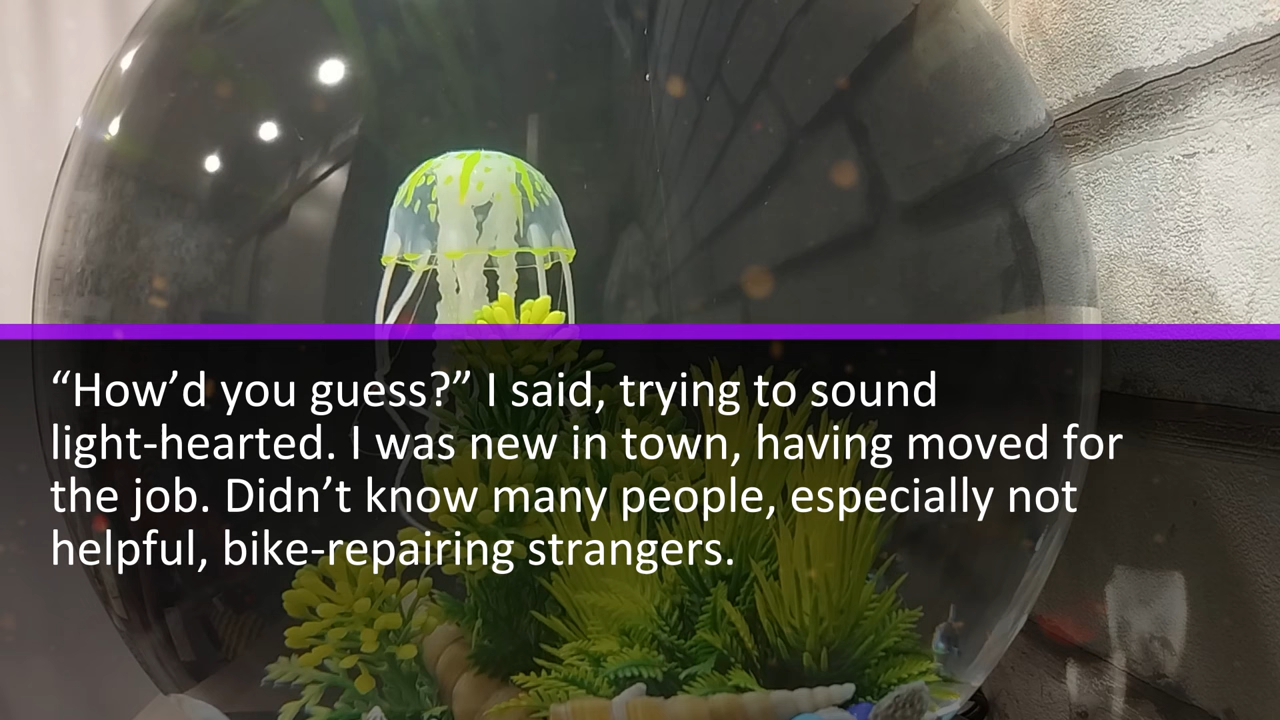 “How’d you guess?” I said, trying to sound
light-hearted. I was new in town, having moved for
the job. Didn’t know many people, especially not
helpful, bike-repairing strangers.